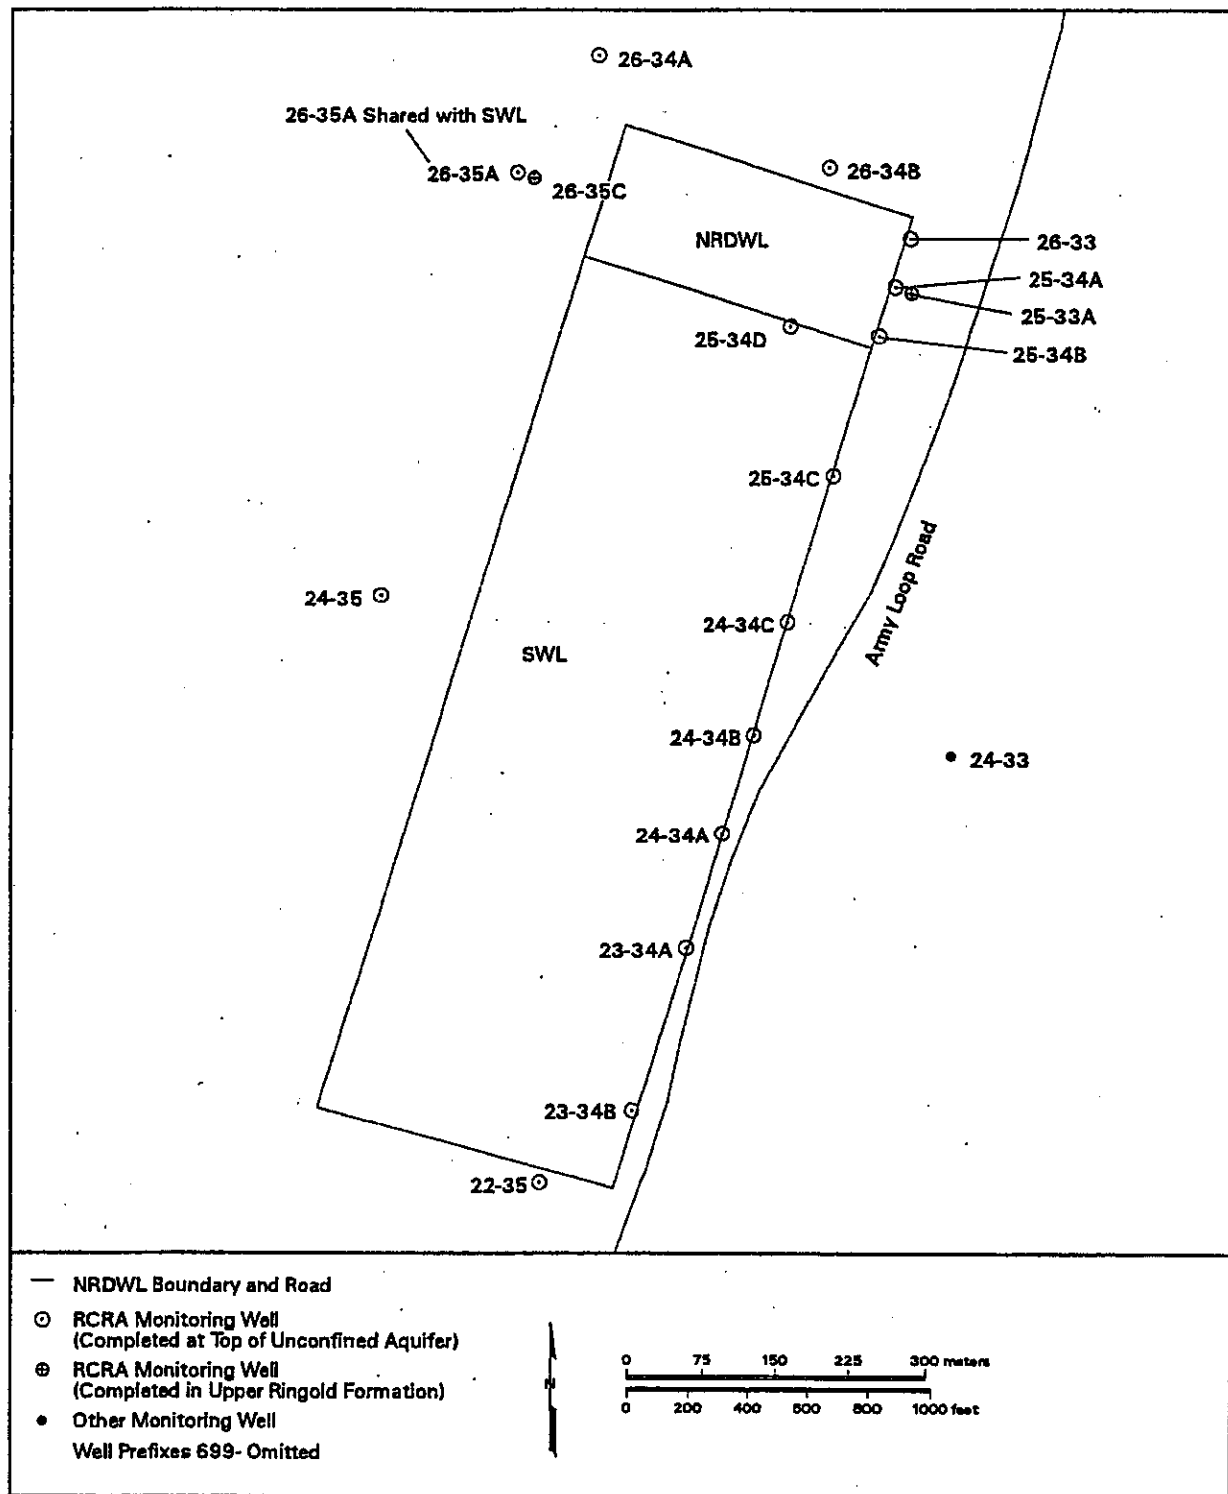 26-34A
26-35A Shared with SWL
26-35A
26-35C
26-34B
NRDWL
26-33
25-34A
25-33A
25-34B
25-34D
25-34C
Army Loop Road
24-35
24-34C
SWL
24-34B
24-33
24-34A
23-34A
23-34B
22-35
NRDWL Boundary and Road
RCRA Monitoring Well
(Completed at Top of Unconfined Aquifer)
RCRA Monitoring Well
(Completed in Upper Ringold Formation)
Other Monitoring Well
Well Prefixes 699- Omitted
N
0 75 150 225 300 meters
0 200 400 600 800 1000 feet